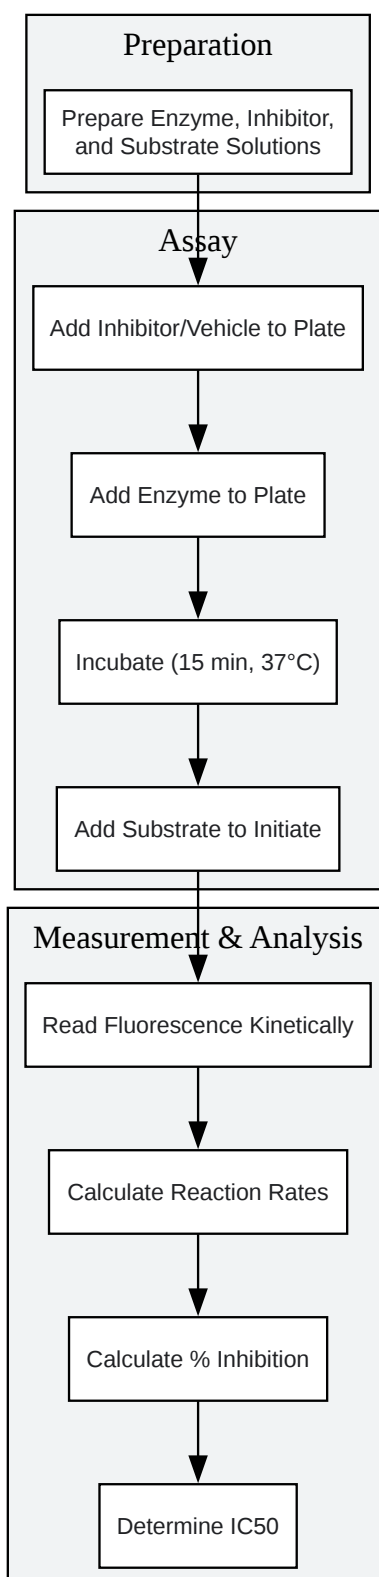 Preparation
Prepare Enzyme, Inhibitor,
and Substrate Solutions
Assay
Add Inhibitor/Vehicle to Plate
Add Enzyme to Plate
Incubate (15 min, 37°C)
Add Substrate to Initiate
Measurement & Analysis
Read Fluorescence Kinetically
Calculate Reaction Rates
Calculate % Inhibition
Determine IC50